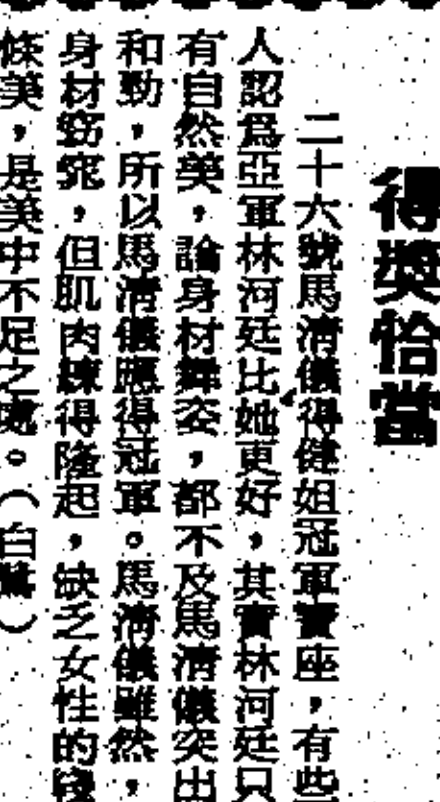 得獎恰當
二十六號馬清儀得健姐冠軍寶座，有些
人認爲亞軍林河廷比她更好，其實林河廷只
有自然美，論身材舞姿，都不及馬清儀突出
和勁，所以馬清儀應得冠軍。馬清儀雖然，
身材窈窕，但肌肉練得隆起，缺乏女性的綫
條美，是美中不足之處。（白鷺）